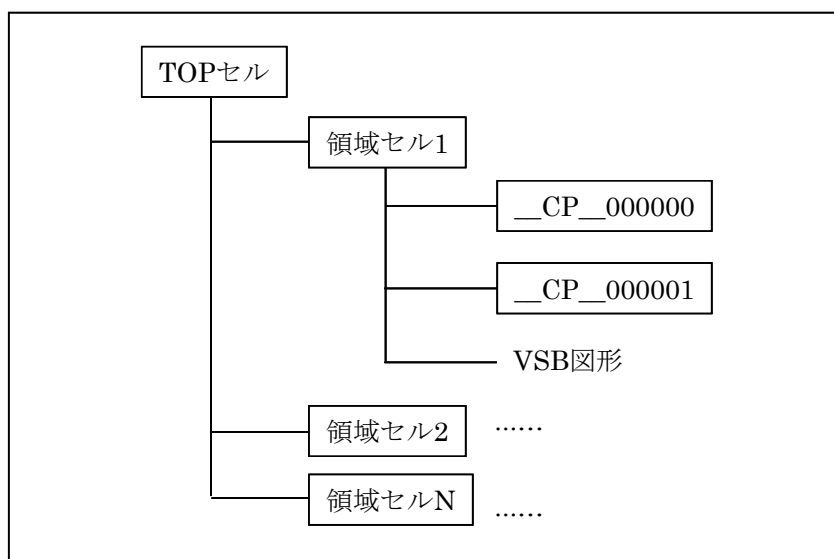 TOPセル
領域セル1
__CP__000000
__CP__000001
VSB図形
領域セル2 ……
領域セルN ……